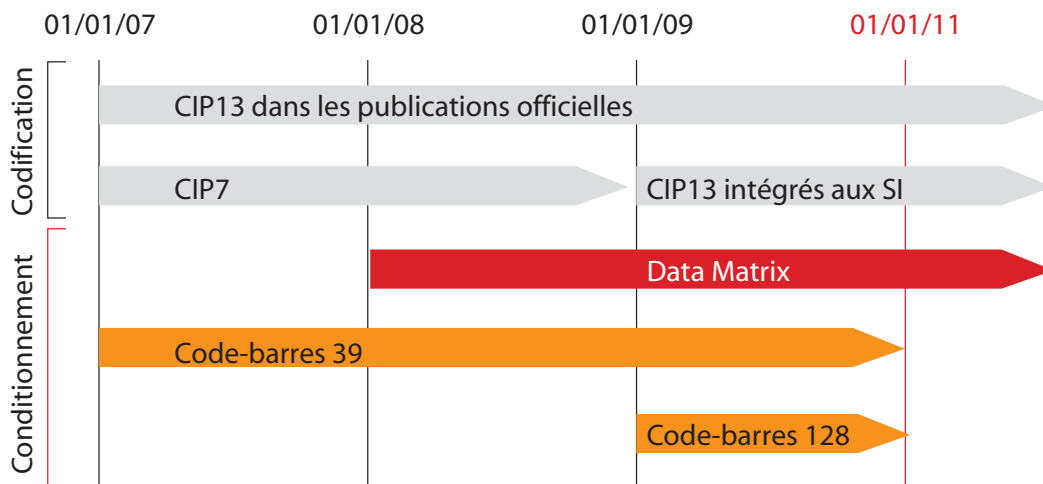 01/01/07 01/01/08 01/01/09 01/01/11
Codification
CIP13 dans les publications officielles
CIP7 CIP13 intégrés aux SI
Conditionnement
Data Matrix
Code-barres 39
Code-barres 128